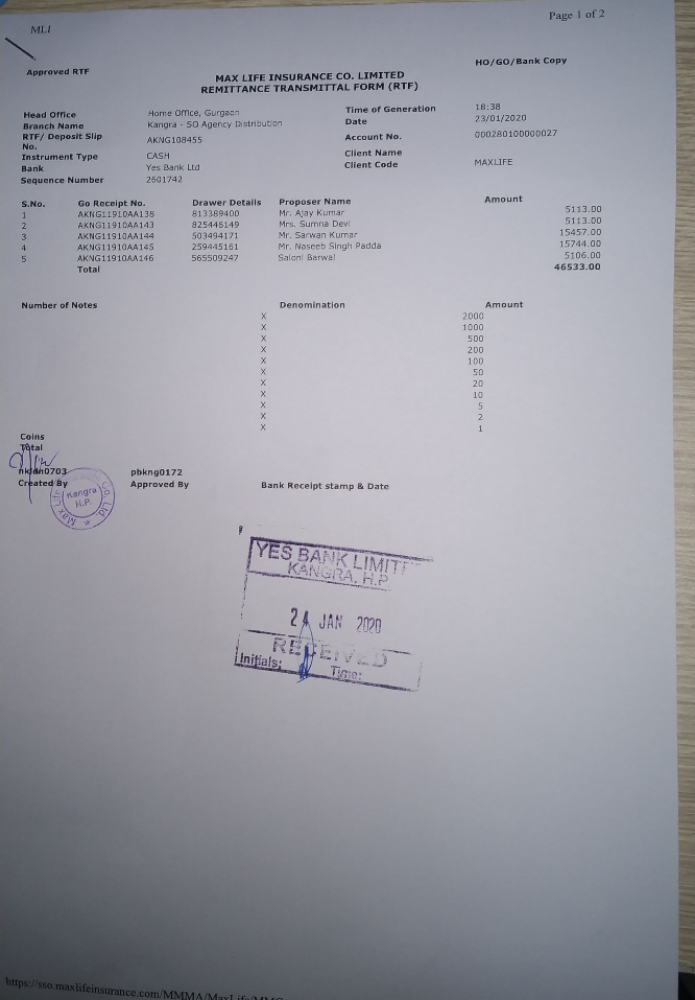 MLI
Page 1 of 2
Approved RTF
HO/GO/Bank Copy
MAX LIFE INSURANCE CO. LIMITED
REMITTANCE TRANSMITTAL FORM (RTF)
Head Office Home Office, Gurgaon Time of Generation 18:38
Branch Name Kangra - SO Agency Distribution Date 23/01/2020
RTF/ Deposit Slip No. AKNG108455 Account No. 000280100000027
Instrument Type CASH Client Name
Bank Yes Bank Ltd Client Code MAXLIFE
Sequence Number 2601742
S.No. Go Receipt No. Drawer Details Proposer Name Amount
1 AKNG11910AA138 813389400 Mr. Ajay Kumar 5113.00
2 AKNG11910AA143 825446149 Mrs. Sumna Devi 5113.00
3 AKNG11910AA144 503494171 Mr. Sarwan Kumar 15457.00
4 AKNG11910AA145 259445161 Mr. Naseeb Singh Padda 15744.00
5 AKNG11910AA146 565509247 Saloni Barwal 5106.00
Total 46533.00
Number of Notes Denomination Amount
X 2000
X 1000
X 500
X 200
X 100
X 50
X 20
X 10
X 5
X 2
X 1
Coins
Total
pbkng0172
Created By Approved By Bank Receipt stamp & Date
Kangra
H.P.
Max Life Co. Ltd.
YES BANK LIMIT
KANGRA, H.P
24 JAN 2020
RECEIVED
Initials: Time:
https://sso.maxlifeinsurance.com/MMMA/MaxLife/MMC